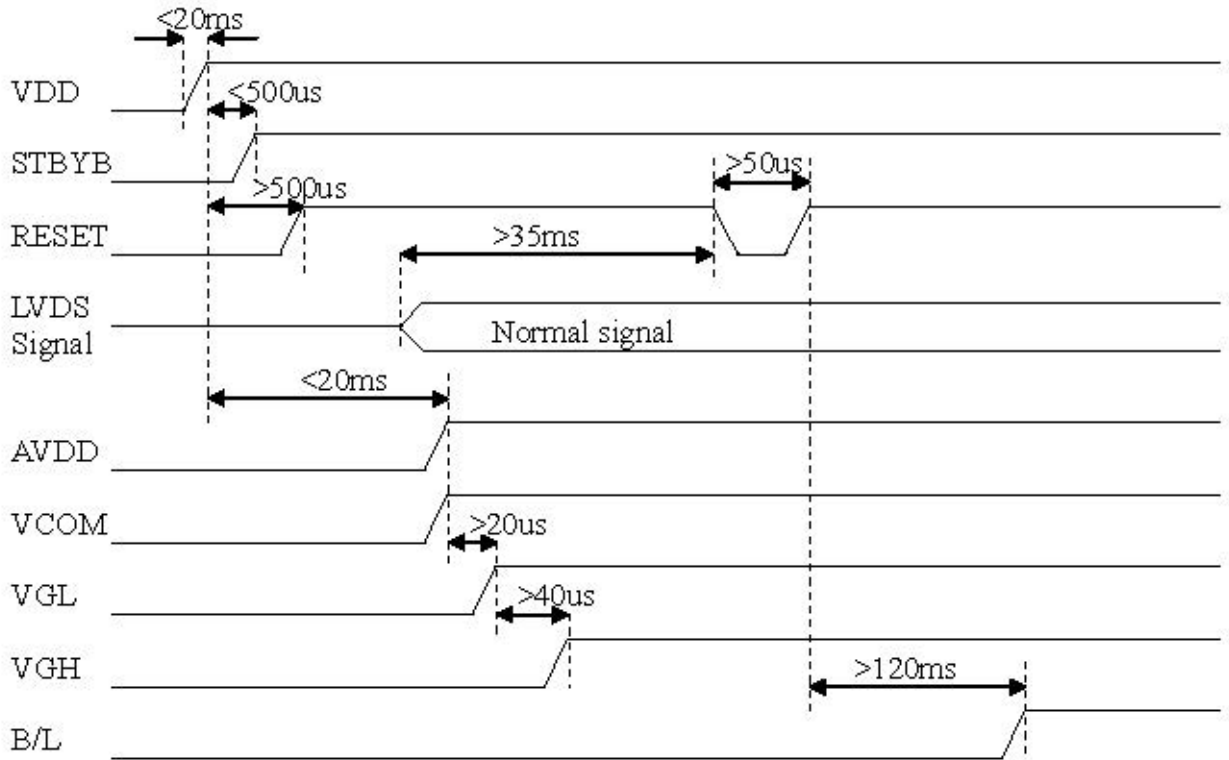 <20ms
VDD
<500us
STBYB
>500us
>50us
RESET
>35ms
LVDS
Signal
Normal signal
<20ms
AVDD
VCOM
>20us
VGL
>40us
VGH
>120ms
B/L